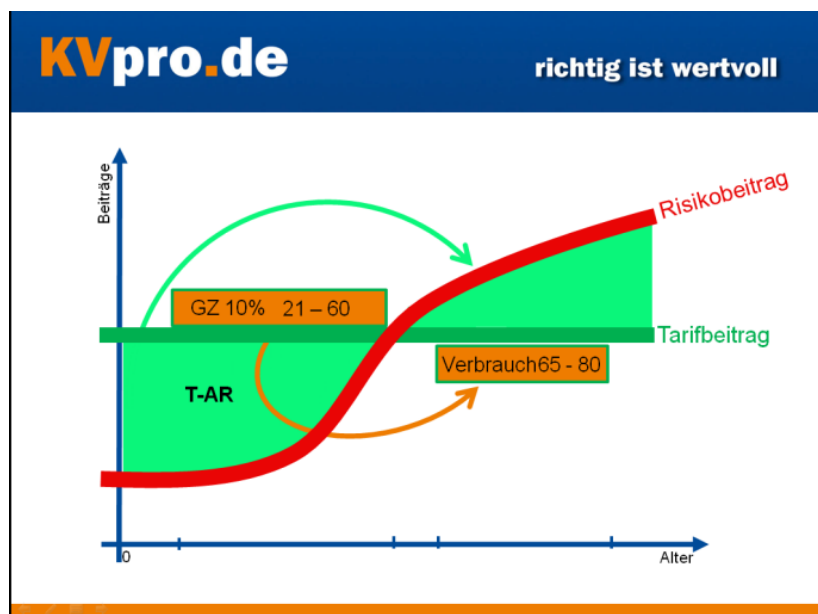 KVpro.de
richtig ist wertvoll
Beiträge
Risikobeitrag
GZ 10% 21 – 60
Tarifbeitrag
Verbrauch65 - 80
T-AR
0
Alter